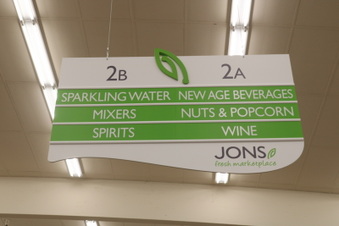 2B 2A
SPARKLING WATER NEW AGE BEVERAGES
MIXERS NUTS & POPCORN
SPIRITS WINE
JONS
fresh marketplace